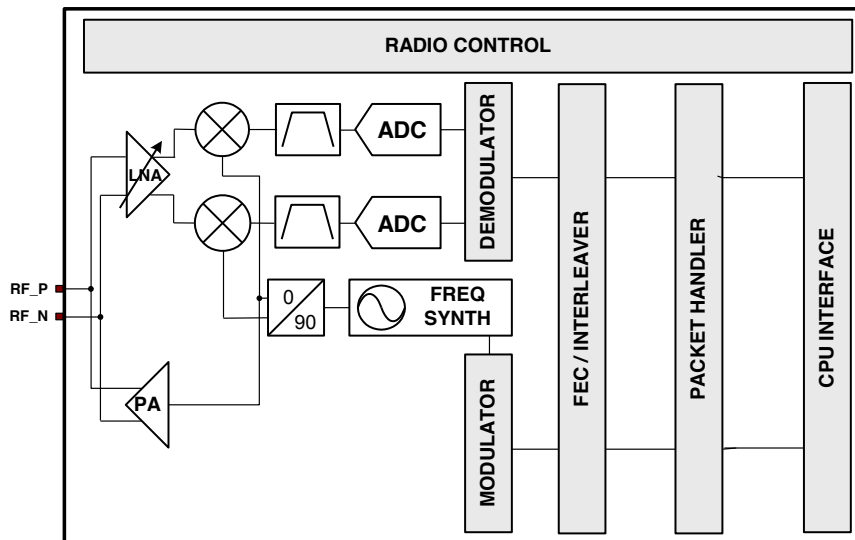 RADIO CONTROL
LNA
ADC
ADC
DEMODULATOR
FEC / INTERLEAVER
PACKET HANDLER
CPU INTERFACE
RF_P
RF_N
0
90
FREQ
SYNTH
PA
MODULATOR